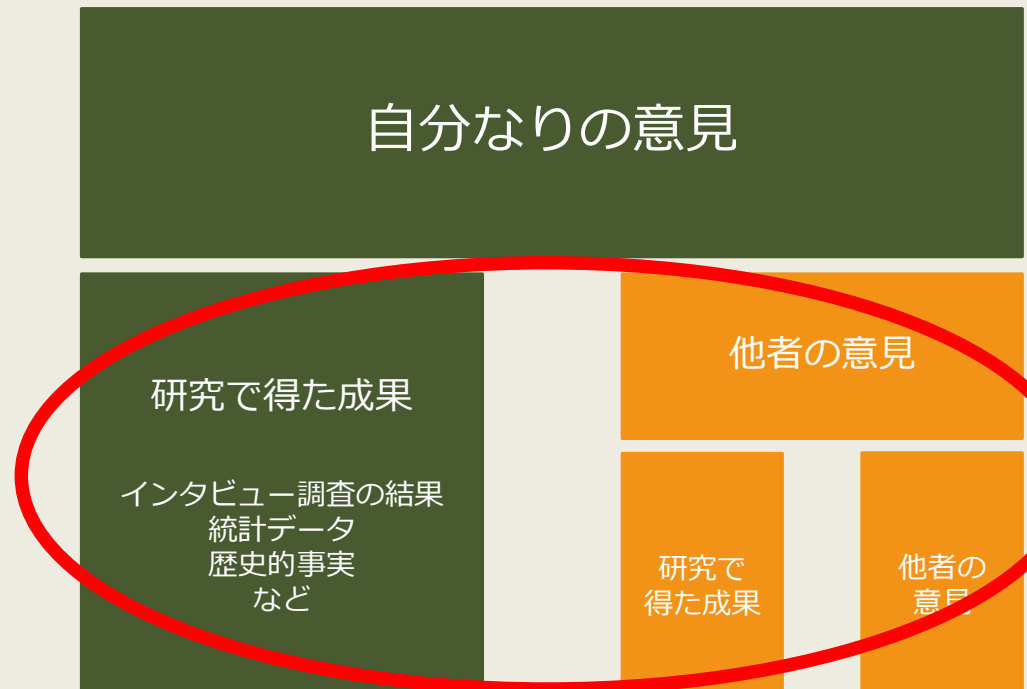 自分なりの意見
研究で得た成果
インタビュー調査の結果
統計データ
歴史的事実
など
他者の意見
研究で
得た成果
他者の
意見